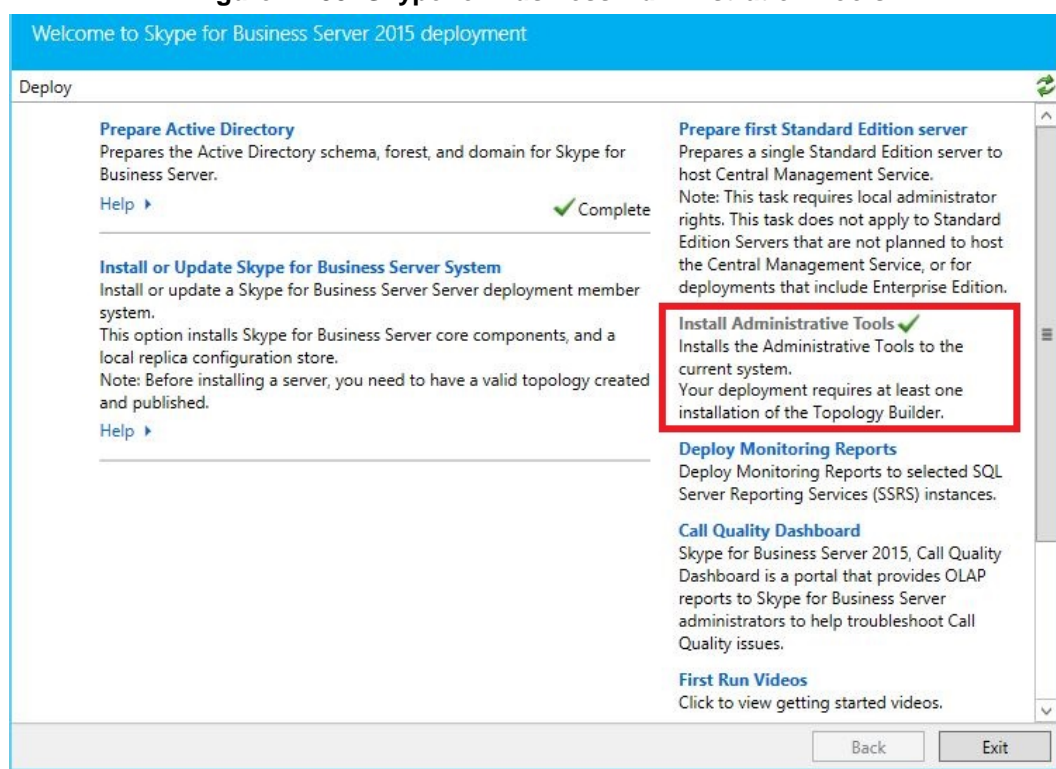 Welcome to Skype for Business Server 2015 deployment
Deploy
Prepare Active Directory
Prepares the Active Directory schema, forest, and domain for Skype for
Business Server.
Help
Complete
Install or Update Skype for Business Server System
Install or update a Skype for Business Server Server deployment member
system.
This option installs Skype for Business Server core components, and a
local replica configuration store.
Note: Before installing a server, you need to have a valid topology created
and published.
Help
Prepare first Standard Edition server
Prepares a single Standard Edition server to
host Central Management Service.
Note: This task requires local administrator
rights. This task does not apply to Standard
Edition Servers that are not planned to host
the Central Management Service, or for
deployments that include Enterprise Edition.
Install Administrative Tools
Installs the Administrative Tools to the
current system.
Your deployment requires at least one
installation of the Topology Builder.
Deploy Monitoring Reports
Deploy Monitoring Reports to selected SQL
Server Reporting Services (SSRS) instances.
Call Quality Dashboard
Skype for Business Server 2015, Call Quality
Dashboard is a portal that provides OLAP
reports to Skype for Business Server
administrators to help troubleshoot Call
Quality issues.
First Run Videos
Click to view getting started videos.
Back
Exit